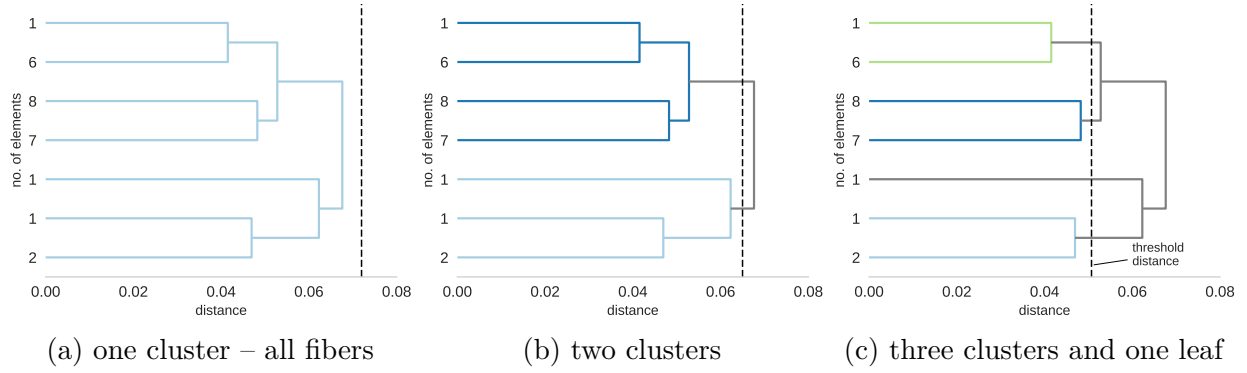 no. of elements
1
6
8
7
1
1
2
0.00 0.02 0.04 0.06 0.08
distance
(a) one cluster – all fibers
no. of elements
1
6
8
7
1
1
2
0.00 0.02 0.04 0.06 0.08
distance
(b) two clusters
no. of elements
1
6
8
7
1
1
2
threshold
distance
0.00 0.02 0.04 0.06 0.08
distance
(c) three clusters and one leaf